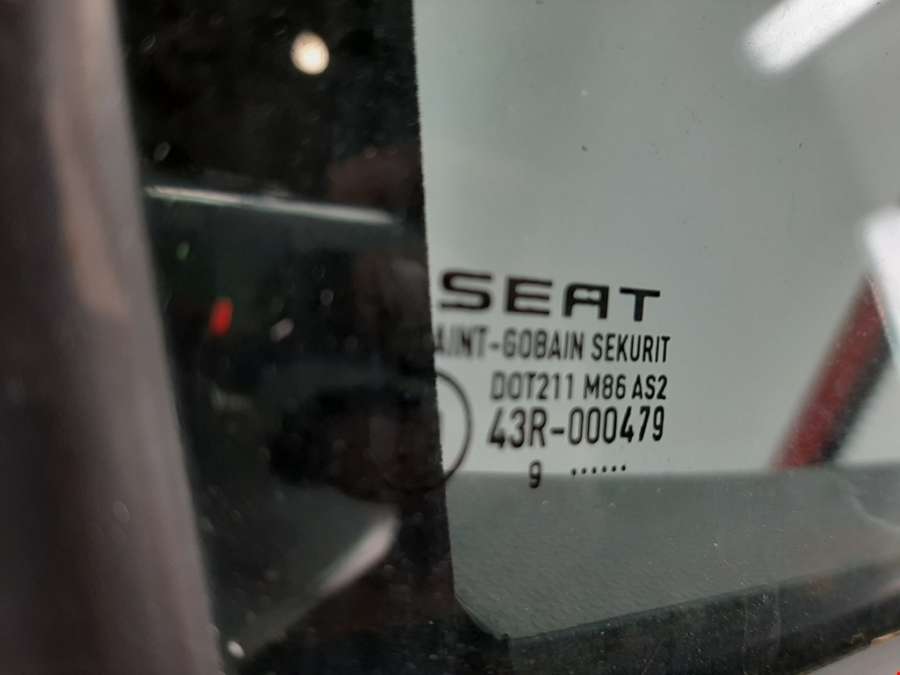 SEAT
AINT-GOBAIN SEKURIT
DOT211 M86 AS2
43R-000479
9 ......